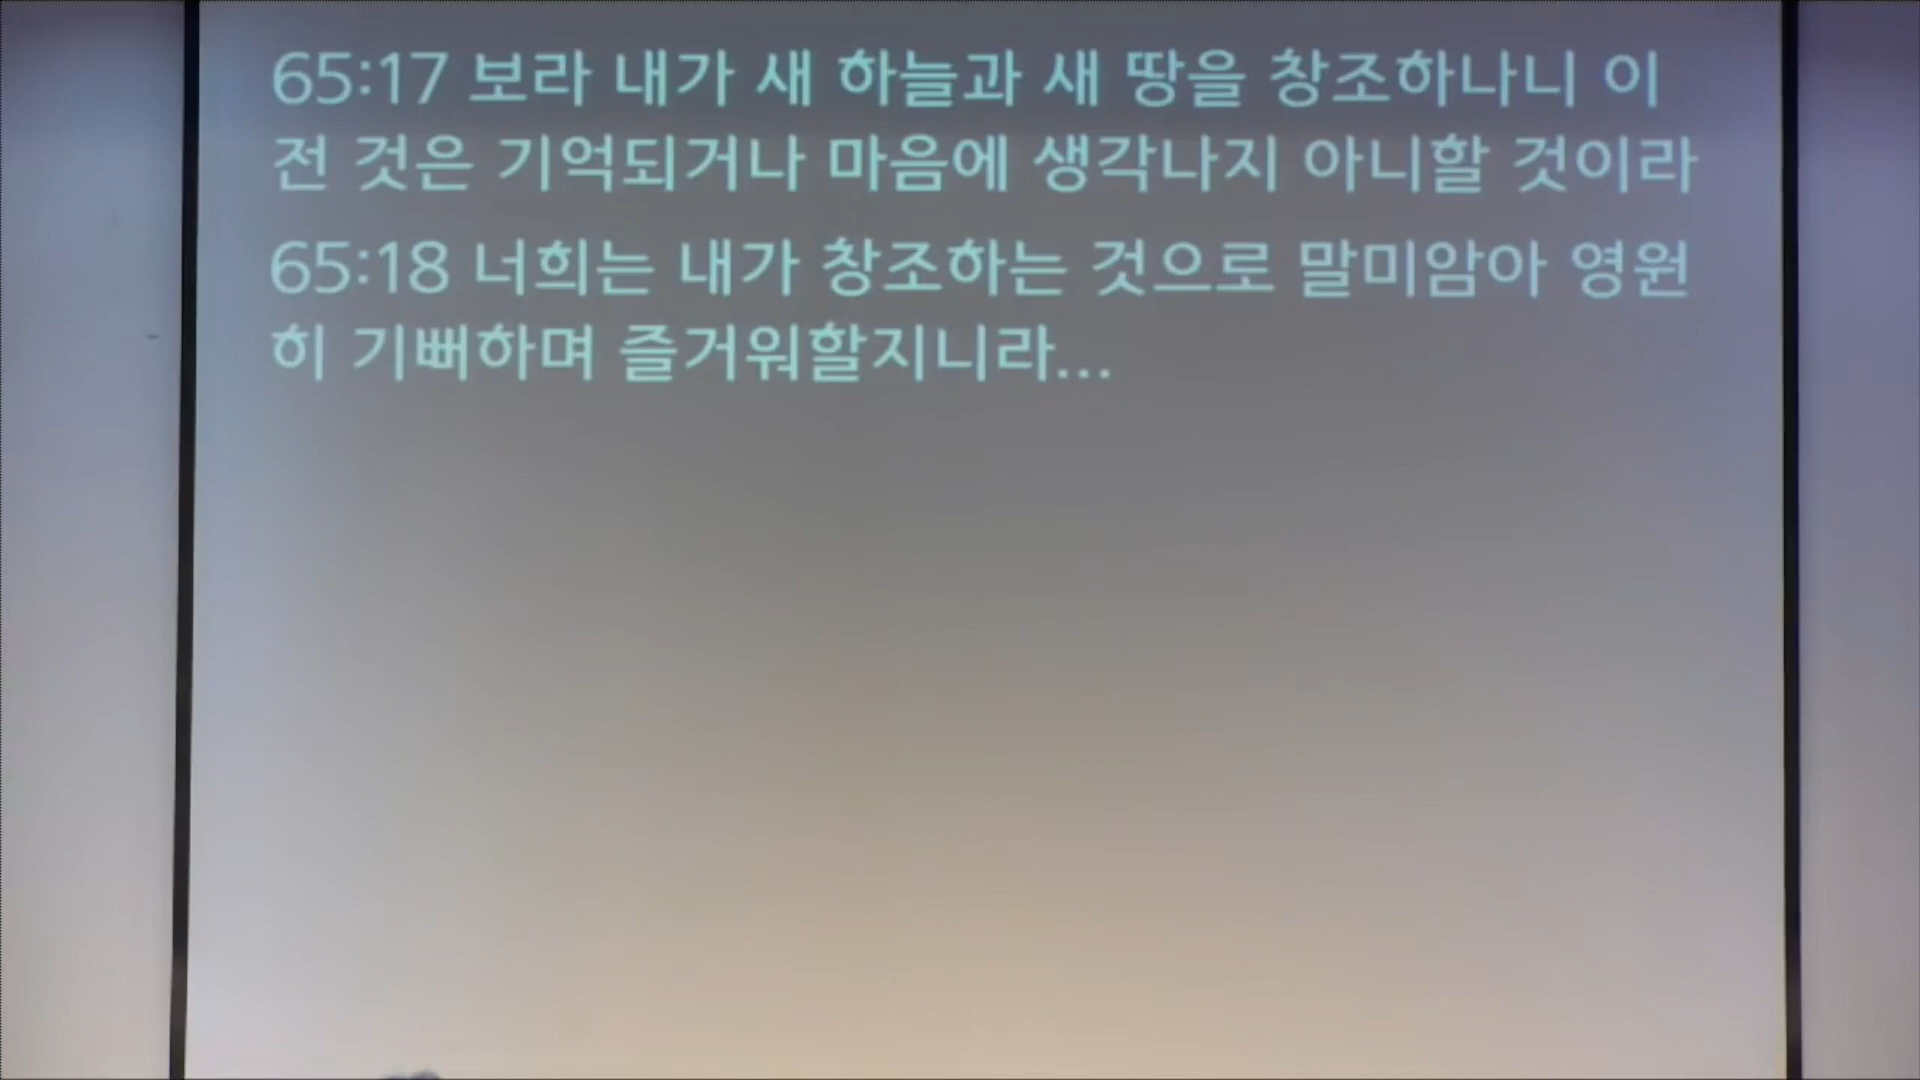 65:17 보라 내가 새 하늘과 새 땅을 창조하나니 이
전 것은 기억되거나 마음에 생각나지 아니할 것이라
65:18 너희는 내가 창조하는 것으로 말미암아 영원
히 기뻐하며 즐거워할지니라...